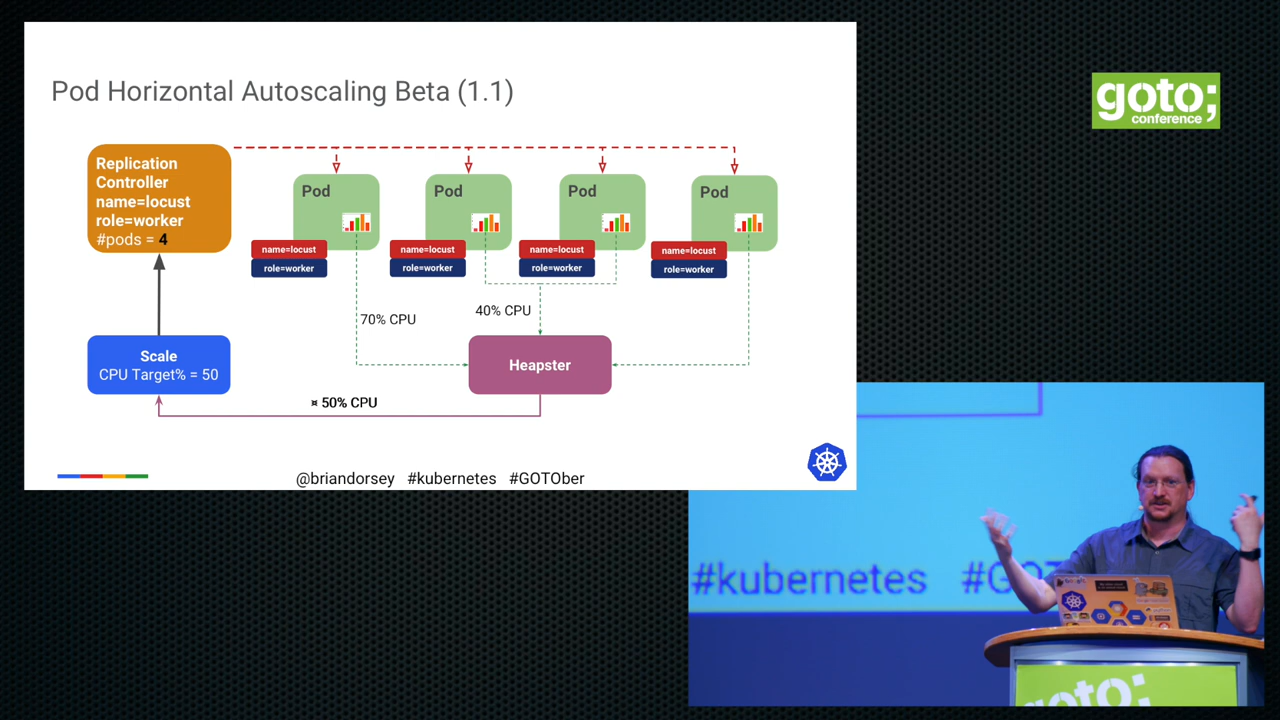 Pod Horizontal Autoscaling Beta (1.1)
goto;
conference
Replication
Controller
name=locust
role=worker
#pods = 4
Pod
Pod
Pod
Pod
name=locust
role=worker
name=locust
role=worker
name=locust
role=worker
name=locust
role=worker
70% CPU
40% CPU
Scale
CPU Target% = 50
Heapster
¤ 50% CPU
@briandorsey #kubernetes #GOTOber
#kubernetes #GOT
goto;